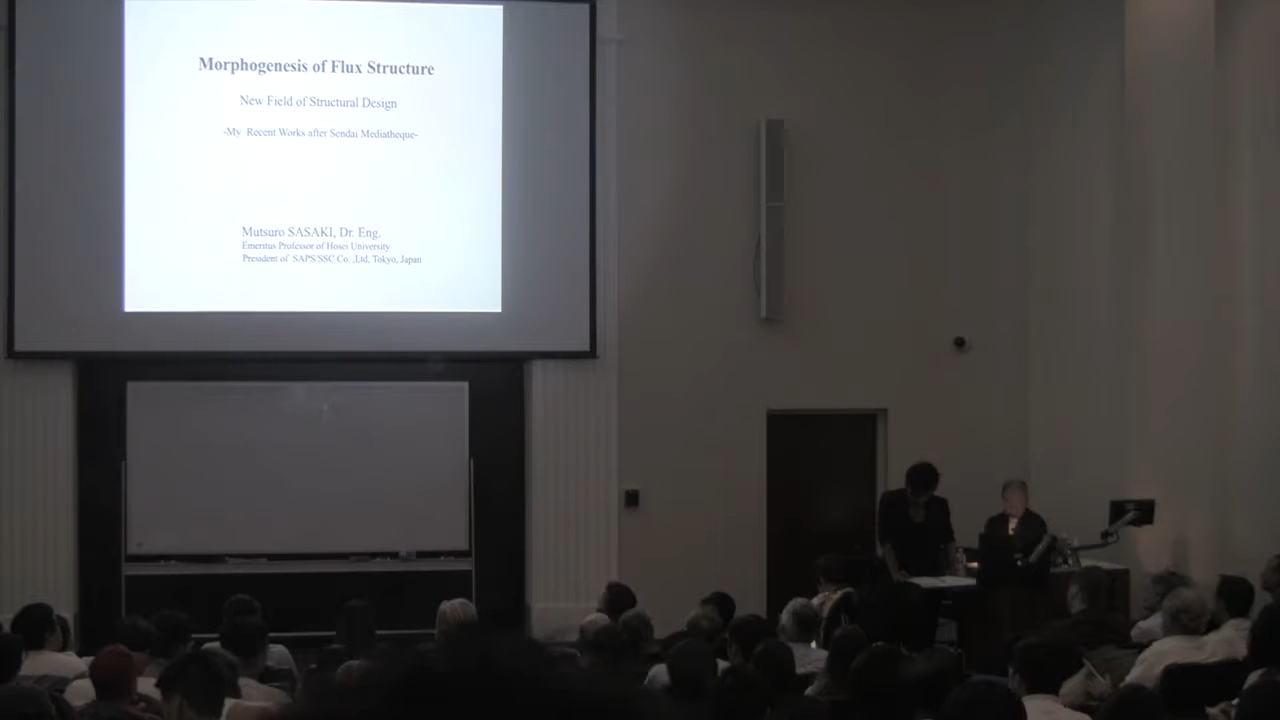 Morphogenesis of Flux Structure
New Field of Structural Design
-My Recent Works after Sendai Mediatheque-
Mutsuro SASAKI, Dr. Eng.
Emeritus Professor of Hosei University
President of SAPS/SSC Co. ,Ltd, Tokyo, Japan